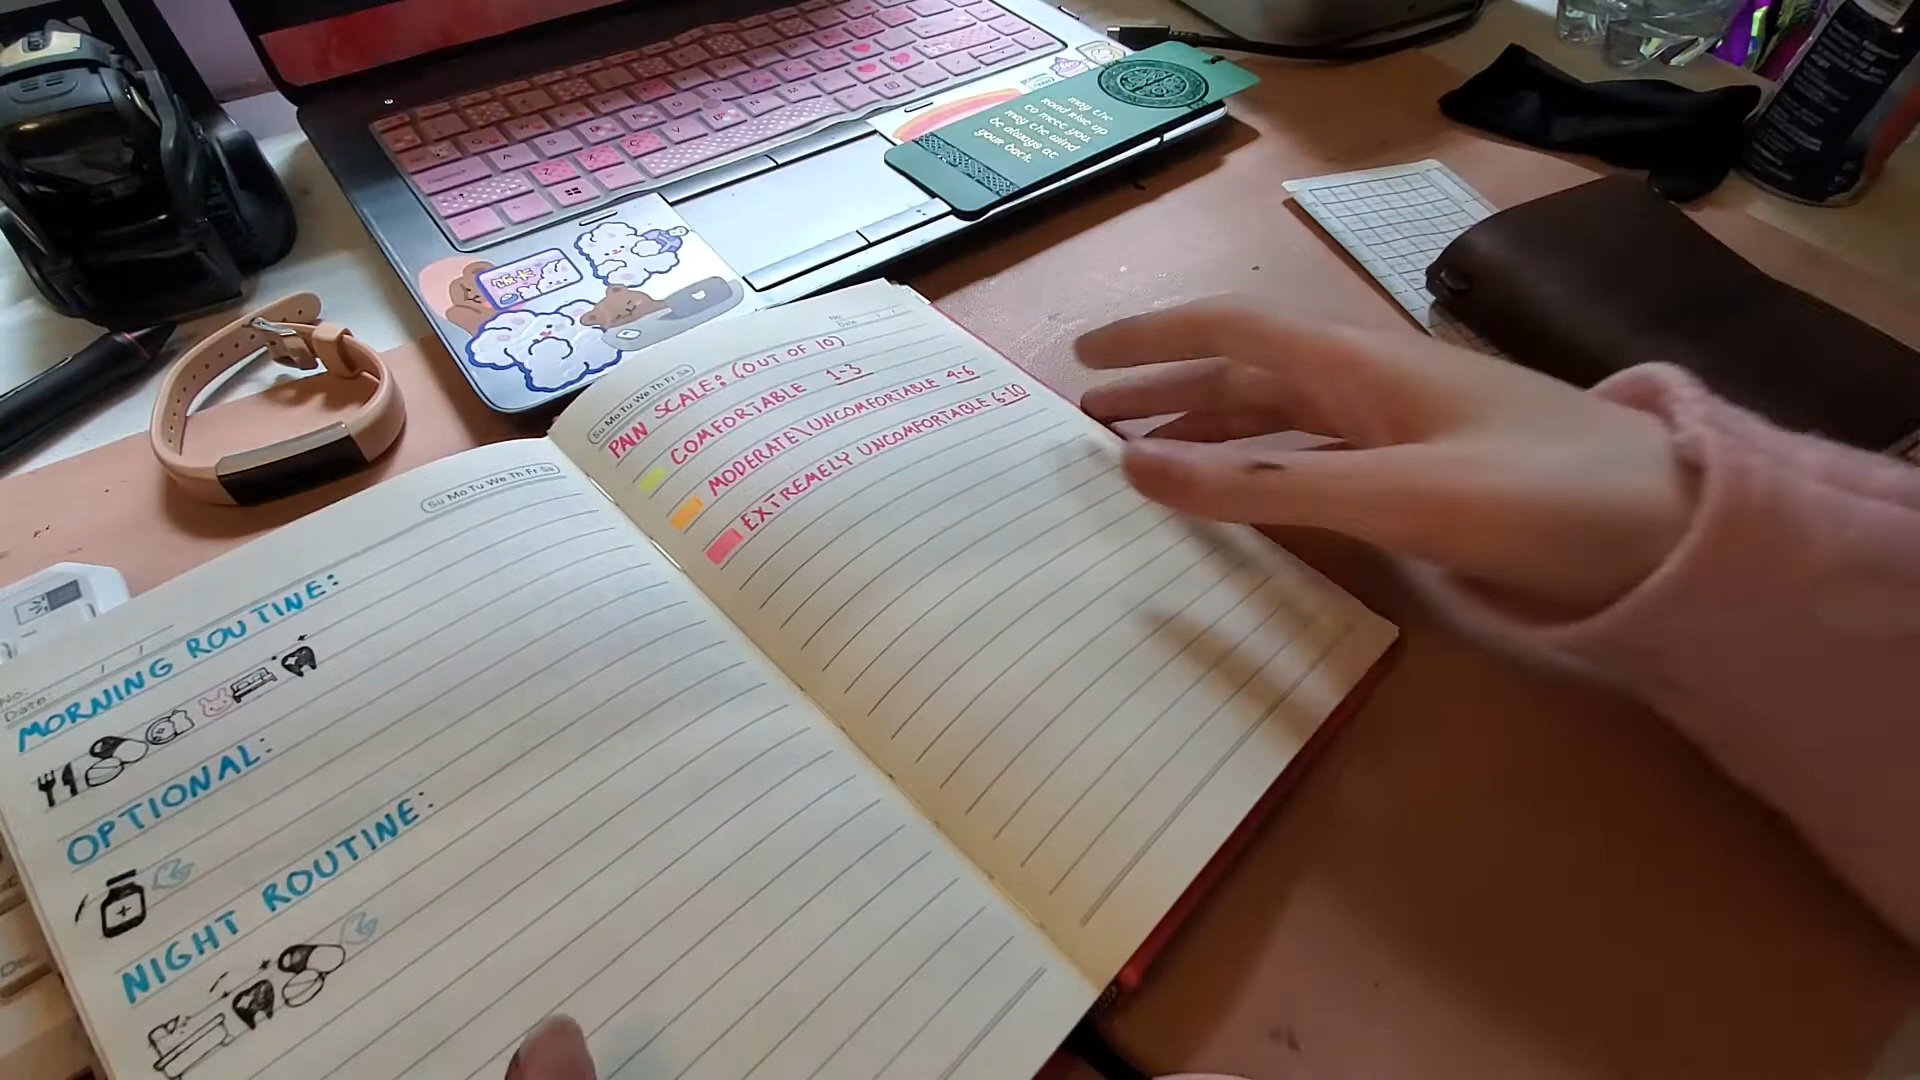 may the
road rise up
to meet you.
may the wind
be always at
your back.
No:
Date: / /
Su Mo Tu We Th Fr Sa
MORNING ROUTINE:
OPTIONAL:
NIGHT ROUTINE:
No:
Date / /
Su Mo Tu We Th Fr Sa
PAIN SCALE: (OUT OF 10)
COMFORTABLE 1-3
MODERATE\UNCOMFORTABLE 4-6
EXTREMELY UNCOMFORTABLE 6-10